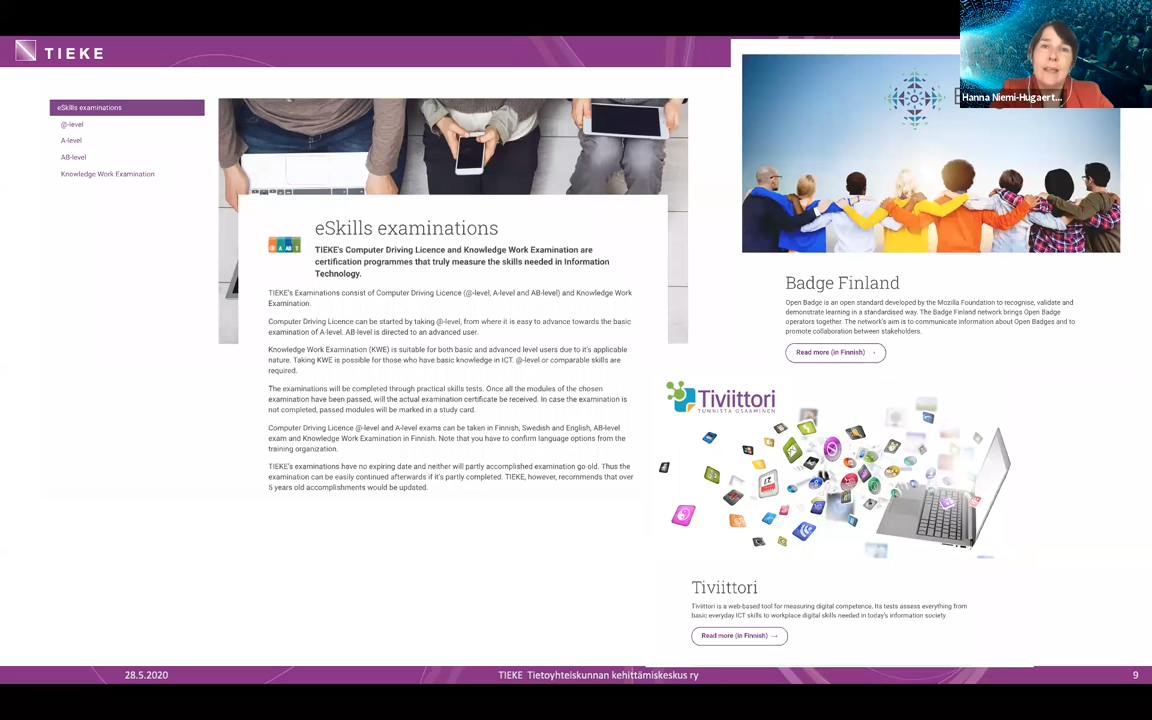 TIEKE
Hanna Niemi-Hugaert...
eSkills examinations
@-level
A-level
AB-level
Knowledge Work Examination
eSkills examinations
TIEKE's Computer Driving Licence and Knowledge Work Examination are
certification programmes that truly measure the skills needed in Information
Technology.
TIEKE's Examinations consist of Computer Driving Licence (@-level, A-level and AB-level) and Knowledge Work
Examination.
Computer Driving Licence can be started by taking @-level, from where it is easy to advance towards the basic
examination of A-level. AB-level is directed to an advanced user.
Knowledge Work Examination (KWE) is suitable for both basic and advanced level users due to it's applicable
nature. Taking KWE is possible for those who have basic knowledge in ICT. @-level or comparable skills are
required.
The examinations will be completed through practical skills tests. Once all the modules of the chosen
examination have been passed, will the actual examination certificate be received. In case the examination is
not completed, passed modules will be marked in a study card.
Computer Driving Licence @-level and A-level exams can be taken in Finnish, Swedish and English, AB-level
exam and Knowledge Work Examination in Finnish. Note that you have to confirm language options from the
training organization.
TIEKE's examinations have no expiring date and neither will partly accomplished examination go old. Thus the
examination can be easily continued afterwards if it's partly completed. TIEKE, however, recommends that over
5 years old accomplishments would be updated.
Badge Finland
Open Badge is an open standard developed by the Mozilla Foundation to recognise, validate and
demonstrate learning in a standardised way. The Badge Finland network brings Open Badge
operators together. The network's aim is to communicate information about Open Badges and to
promote collaboration between stakeholders.
Read more (in Finnish)
Tiviittori
TUNNISTA OSAAMINEN
Tiviittori
Tiviittori is a web-based tool for measuring digital competence. Its tests assess everything from
basic everyday ICT skills to workplace digital skills needed in today's information society.
Read more (in Finnish) →
28.5.2020
TIEKE Tietoyhteiskunnan kehittämiskeskus ry
9